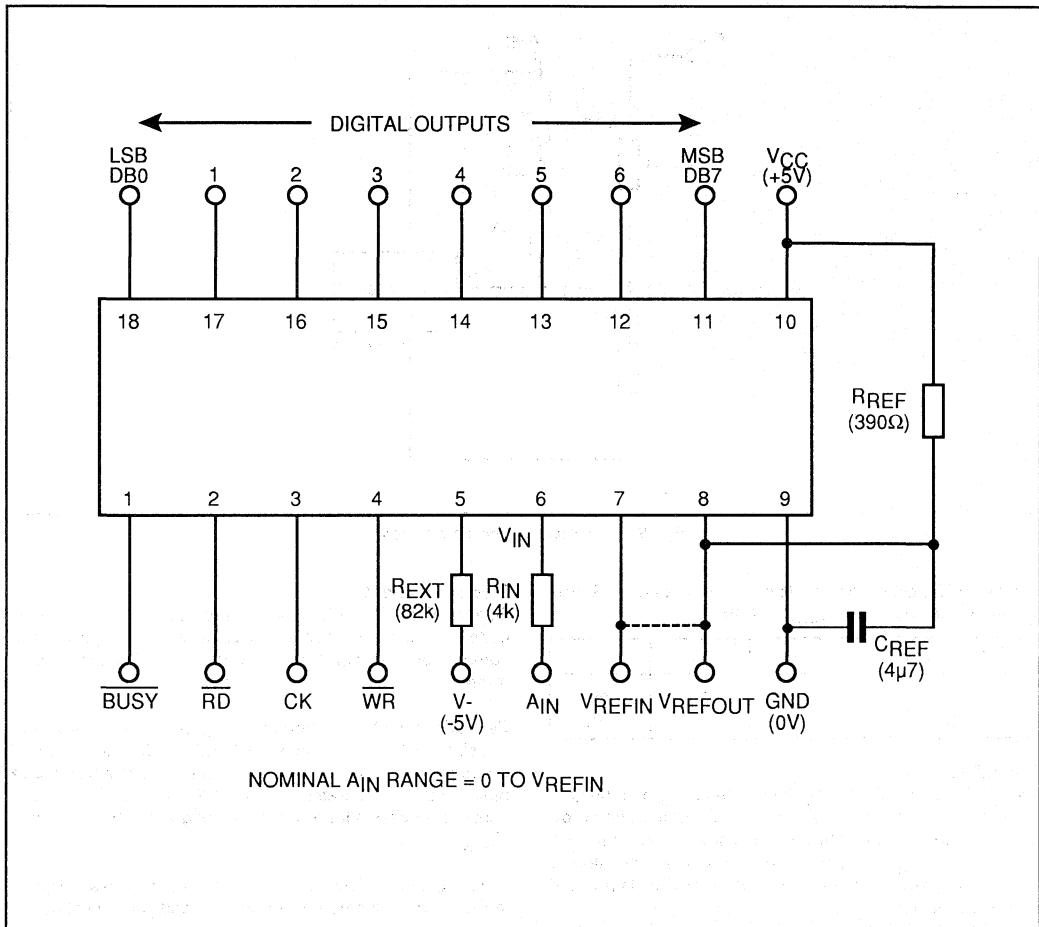 DIGITAL OUTPUTS
LSB DB0 1 2 3 4 5 6 MSB DB7 VCC (+5V)
18 17 16 15 14 13 12 11 10
RREF (390Ω)
1 2 3 4 5 6 7 8 9
VIN
REXT (82k) RIN (4k)
CREF (4µ7)
BUSY RD CK WR V- (-5V) AIN VREFIN VREFOUT GND (0V)
NOMINAL AIN RANGE = 0 TO VREFIN